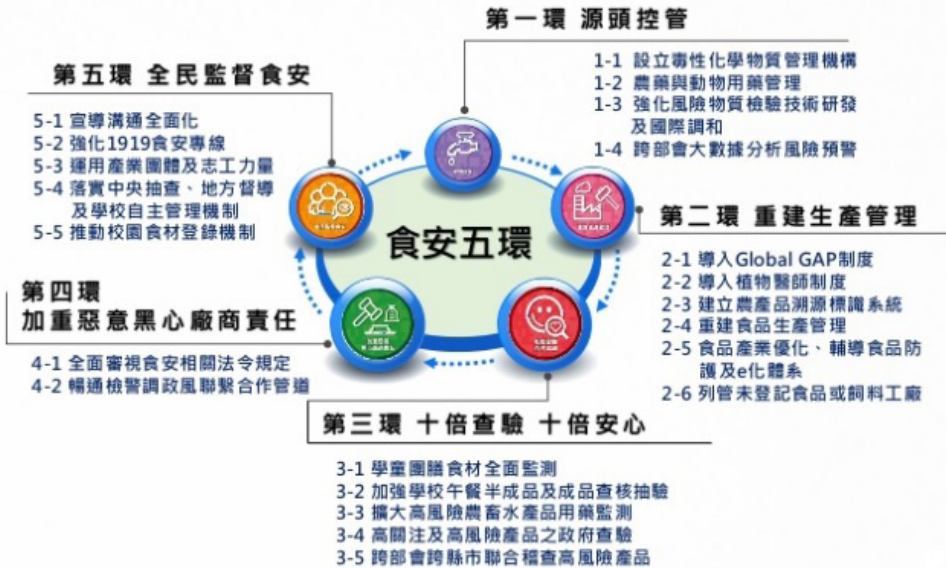 第一環 源頭控管
1-1 設立毒性化學物質管理機構
1-2 農藥與動物用藥管理
1-3 強化風險物質檢驗技術研發
及國際調和
1-4 跨部會大數據分析風險預警
第二環 重建生產管理
2-1 導入Global GAP制度
2-2 導入植物醫師制度
2-3 建立農產品溯源標識系統
2-4 重建食品生產管理
2-5 食品產業優化、輔導食品防
護及e化體系
2-6 列管未登記食品或飼料工廠
第三環 十倍查驗 十倍安心
3-1 學童團膳食材全面監測
3-2 加強學校午餐半成品及成品查核抽驗
3-3 擴大高風險農畜水產品用藥監測
3-4 高關注及高風險產品之政府查驗
3-5 跨部會跨縣市聯合稽查高風險產品
第四環
加重惡意黑心廠商責任
4-1 全面審視食安相關法令規定
4-2 暢通檢警調政風聯繫合作管道
第五環 全民監督食安
5-1 宣導溝通全面化
5-2 強化1919食安專線
5-3 運用產業團體及志工力量
5-4 落實中央抽查、地方督導
及學校自主管理機制
5-5 推動校園食材登錄機制
食安五環